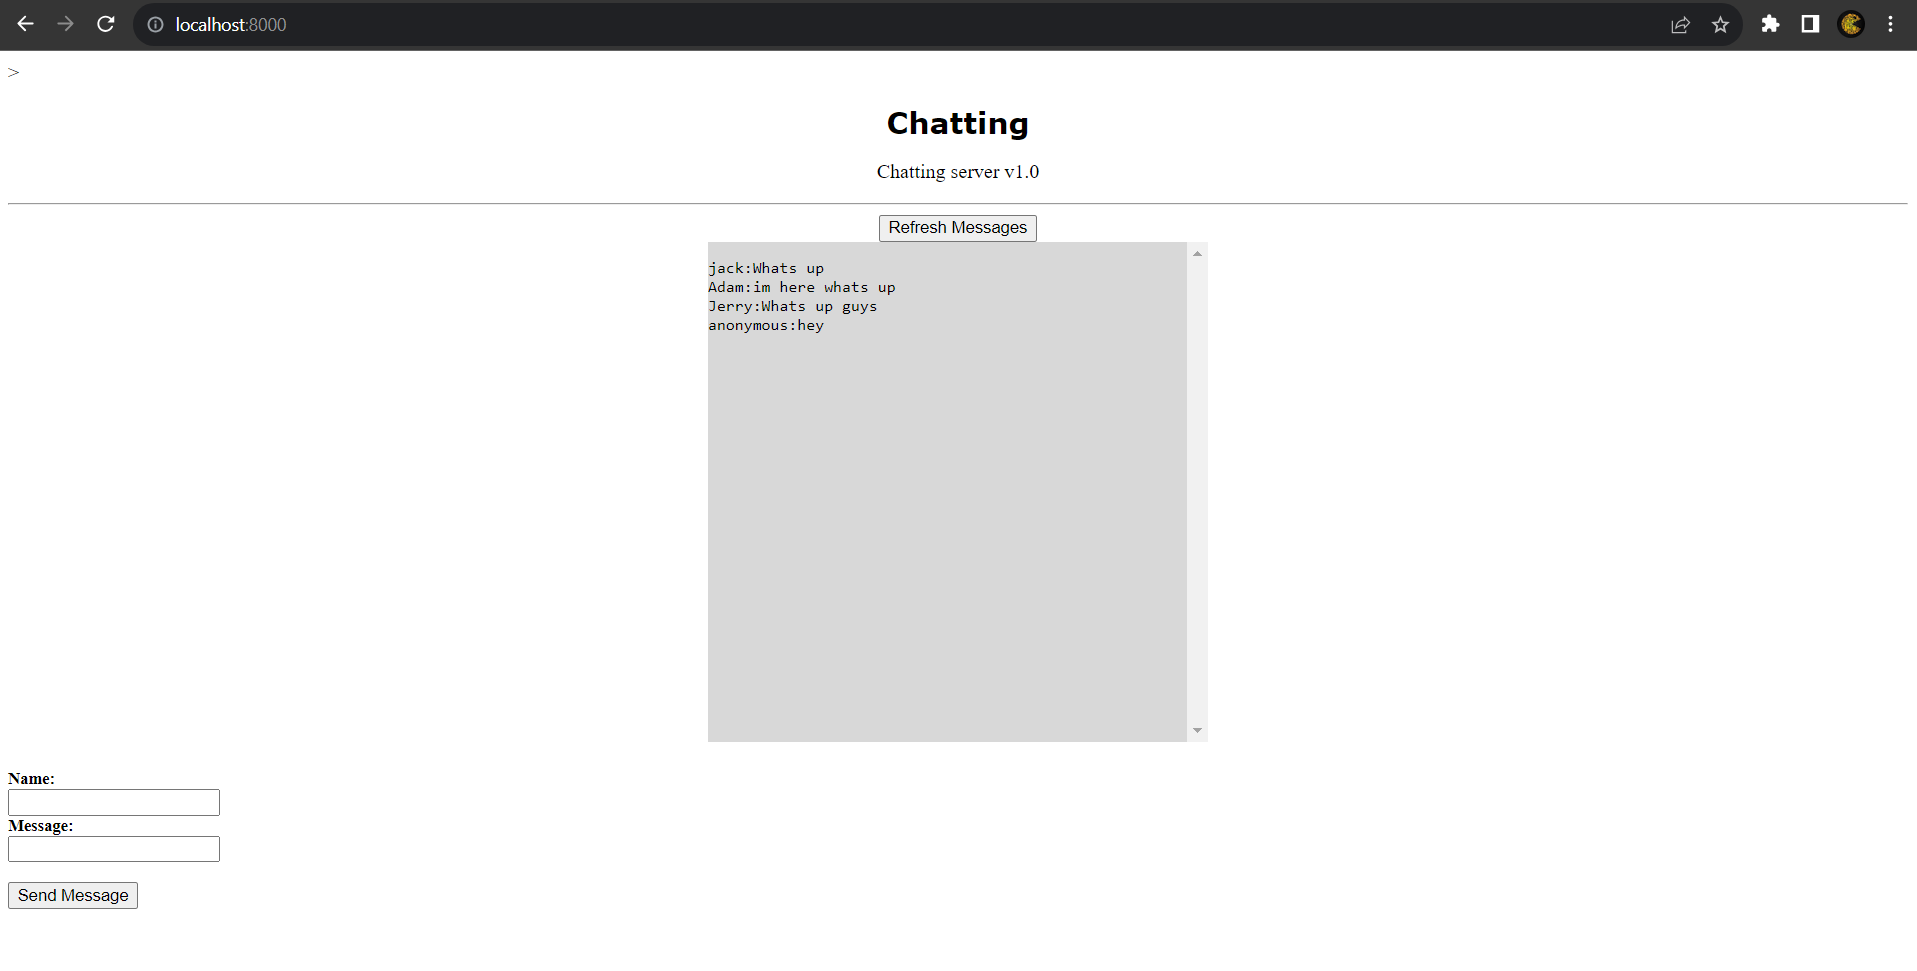 localhost:8000
>
Chatting
Chatting server v1.0
Refresh Messages
jack:Whats up
Adam:im here whats up
Jerry:Whats up guys
anonymous:hey
Name:
Message:
Send Message